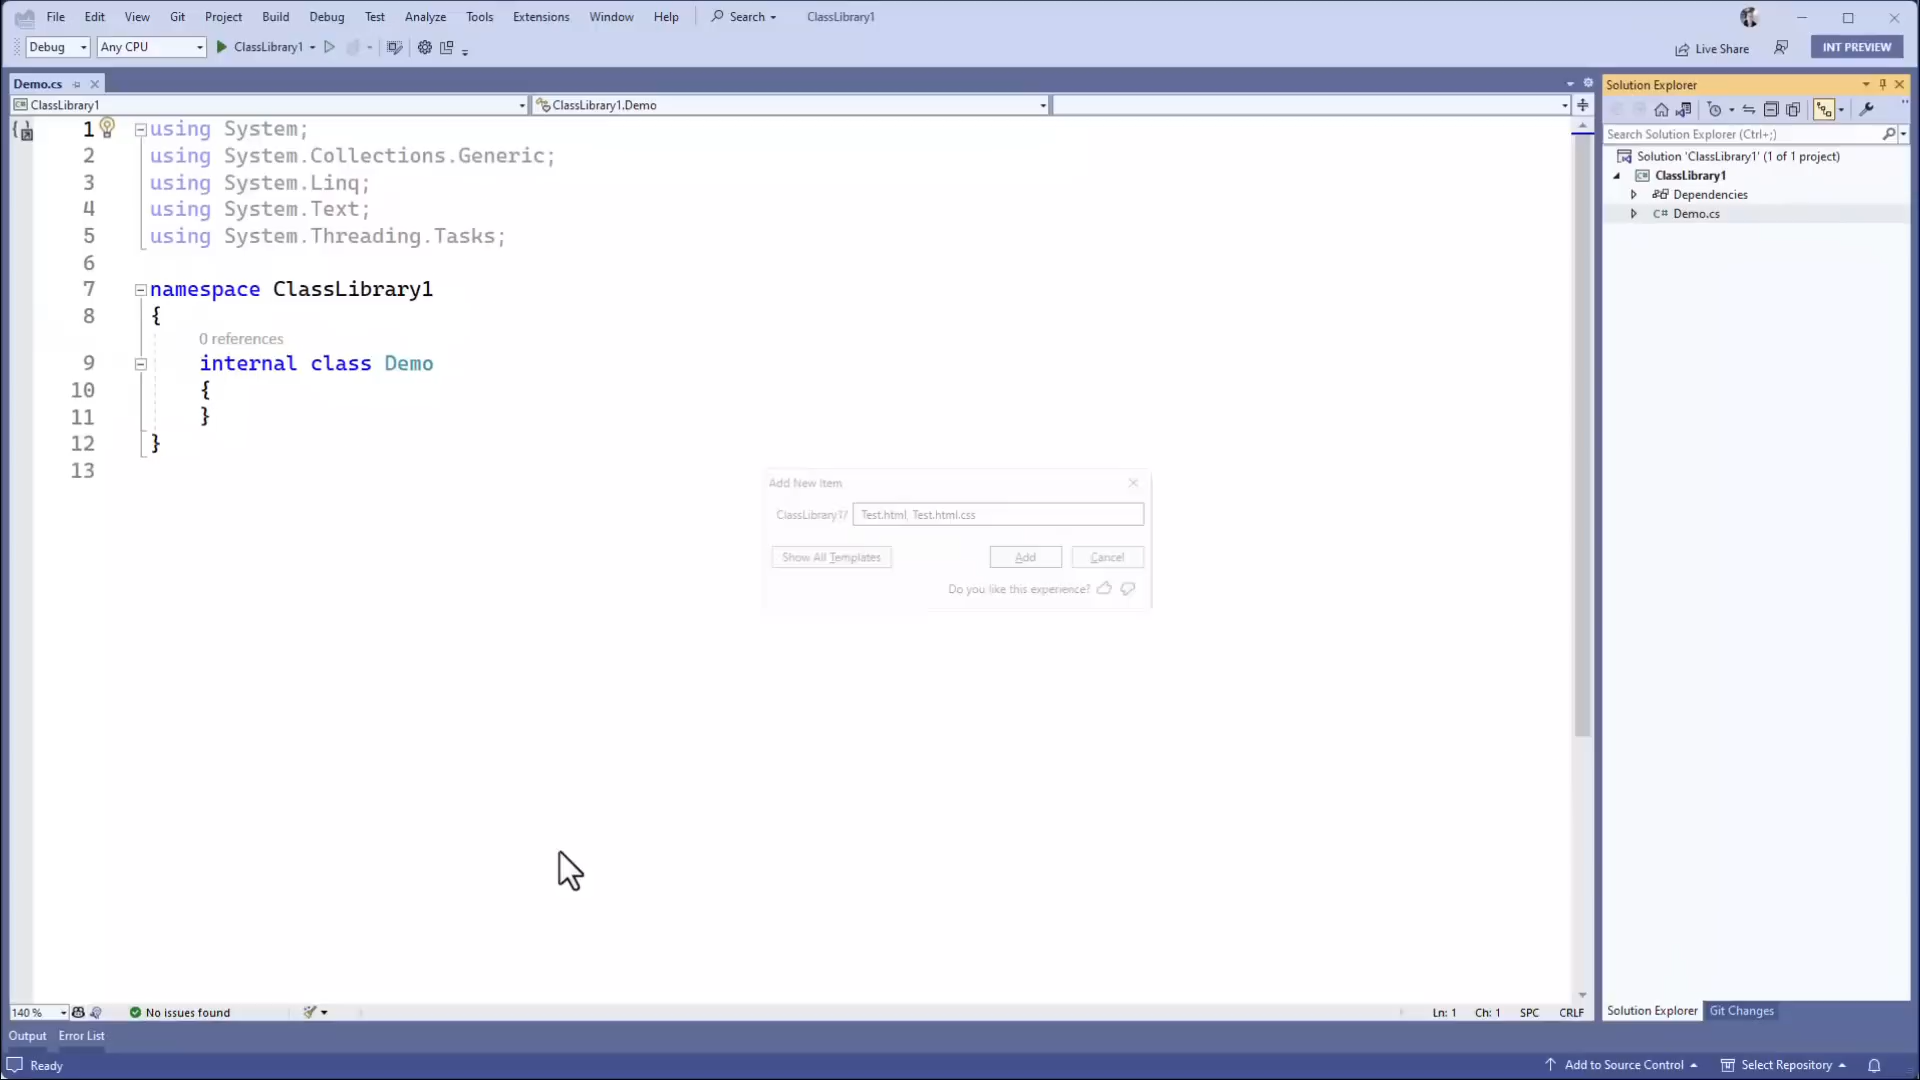 File Edit View Git Project Build Debug Test Analyze Tools Extensions Window Help Search ClassLibrary1
Debug Any CPU ClassLibrary1 Live Share INT PREVIEW
Demo.cs
ClassLibrary1 ClassLibrary1.Demo
1 using System;
2 using System.Collections.Generic;
3 using System.Linq;
4 using System.Text;
5 using System.Threading.Tasks;
6
7 namespace ClassLibrary1
8 {
0 references
9 internal class Demo
10 {
11 }
12 }
13
Add New Item
ClassLibrary1/ Test.html, Test.html.css
Show All Templates Add Cancel
Do you like this experience?
Solution Explorer
Search Solution Explorer (Ctrl+;)
Solution 'ClassLibrary1' (1 of 1 project)
ClassLibrary1
Dependencies
C# Demo.cs
140 % No issues found Ln: 1 Ch: 1 SPC CRLF
Solution Explorer Git Changes
Output Error List
Ready Add to Source Control Select Repository